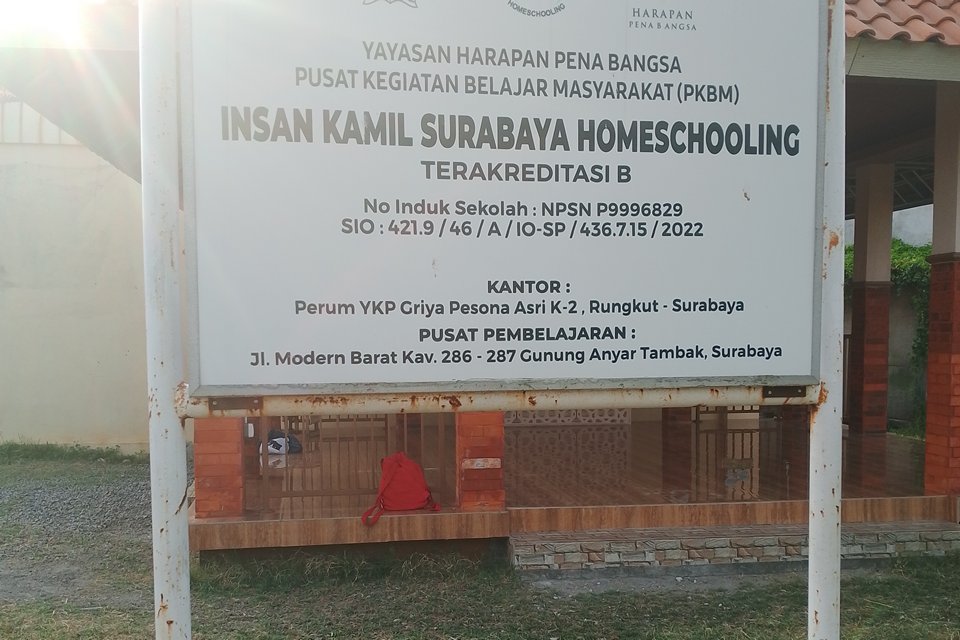 HOMESCHOOLING
HARAPAN
PENA BANGSA
YAYASAN HARAPAN PENA BANGSA
PUSAT KEGIATAN BELAJAR MASYARAKAT (PKBM)
INSAN KAMIL SURABAYA HOMESCHOOLING
TERAKREDITASI B
No Induk Sekolah : NPSN P9996829
SIO : 421.9 / 46 / A / IO-SP / 436.7.15 / 2022
KANTOR :
Perum YKP Griya Pesona Asri K-2 , Rungkut - Surabaya
PUSAT PEMBELAJARAN :
Jl. Modern Barat Kav. 286 - 287 Gunung Anyar Tambak, Surabaya